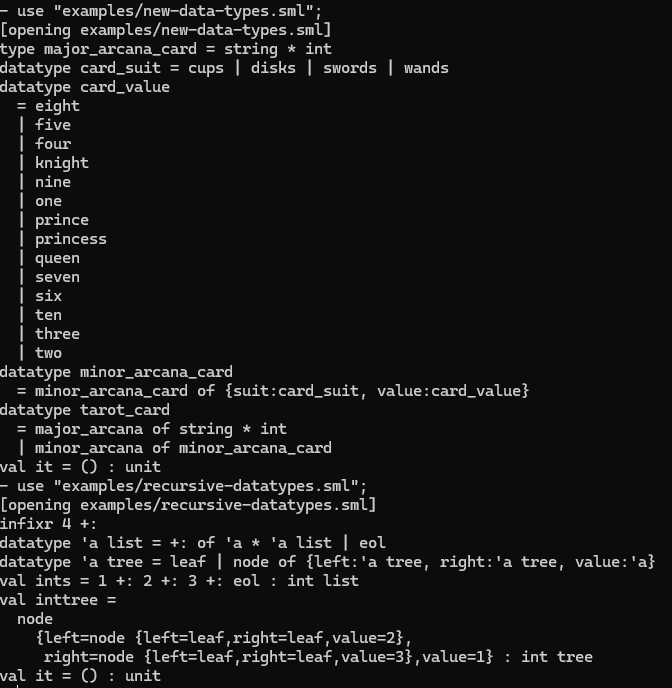 - use "examples/new-data-types.sml";
[opening examples/new-data-types.sml]
type major_arcana_card = string * int
datatype card_suit = cups | disks | swords | wands
datatype card_value
  = eight
  | five
  | four
  | knight
  | nine
  | one
  | prince
  | princess
  | queen
  | seven
  | six
  | ten
  | three
  | two
datatype minor_arcana_card
  = minor_arcana_card of {suit:card_suit, value:card_value}
datatype tarot_card
  = major_arcana of string * int
  | minor_arcana of minor_arcana_card
val it = () : unit
- use "examples/recursive-datatypes.sml";
[opening examples/recursive-datatypes.sml]
infixr 4 +:
datatype 'a list = +: of 'a * 'a list | eol
datatype 'a tree = leaf | node of {left:'a tree, right:'a tree, value:'a}
val ints = 1 +: 2 +: 3 +: eol : int list
val inttree =
  node
    {left=node {left=leaf,right=leaf,value=2},
     right=node {left=leaf,right=leaf,value=3},value=1} : int tree
val it = () : unit